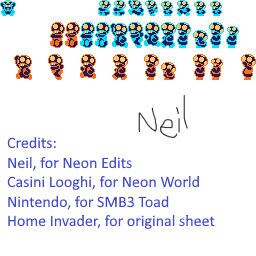 Neil
Credits:
Neil, for Neon Edits
Casini Looghi, for Neon World
Nintendo, for SMB3 Toad
Home Invader, for original sheet